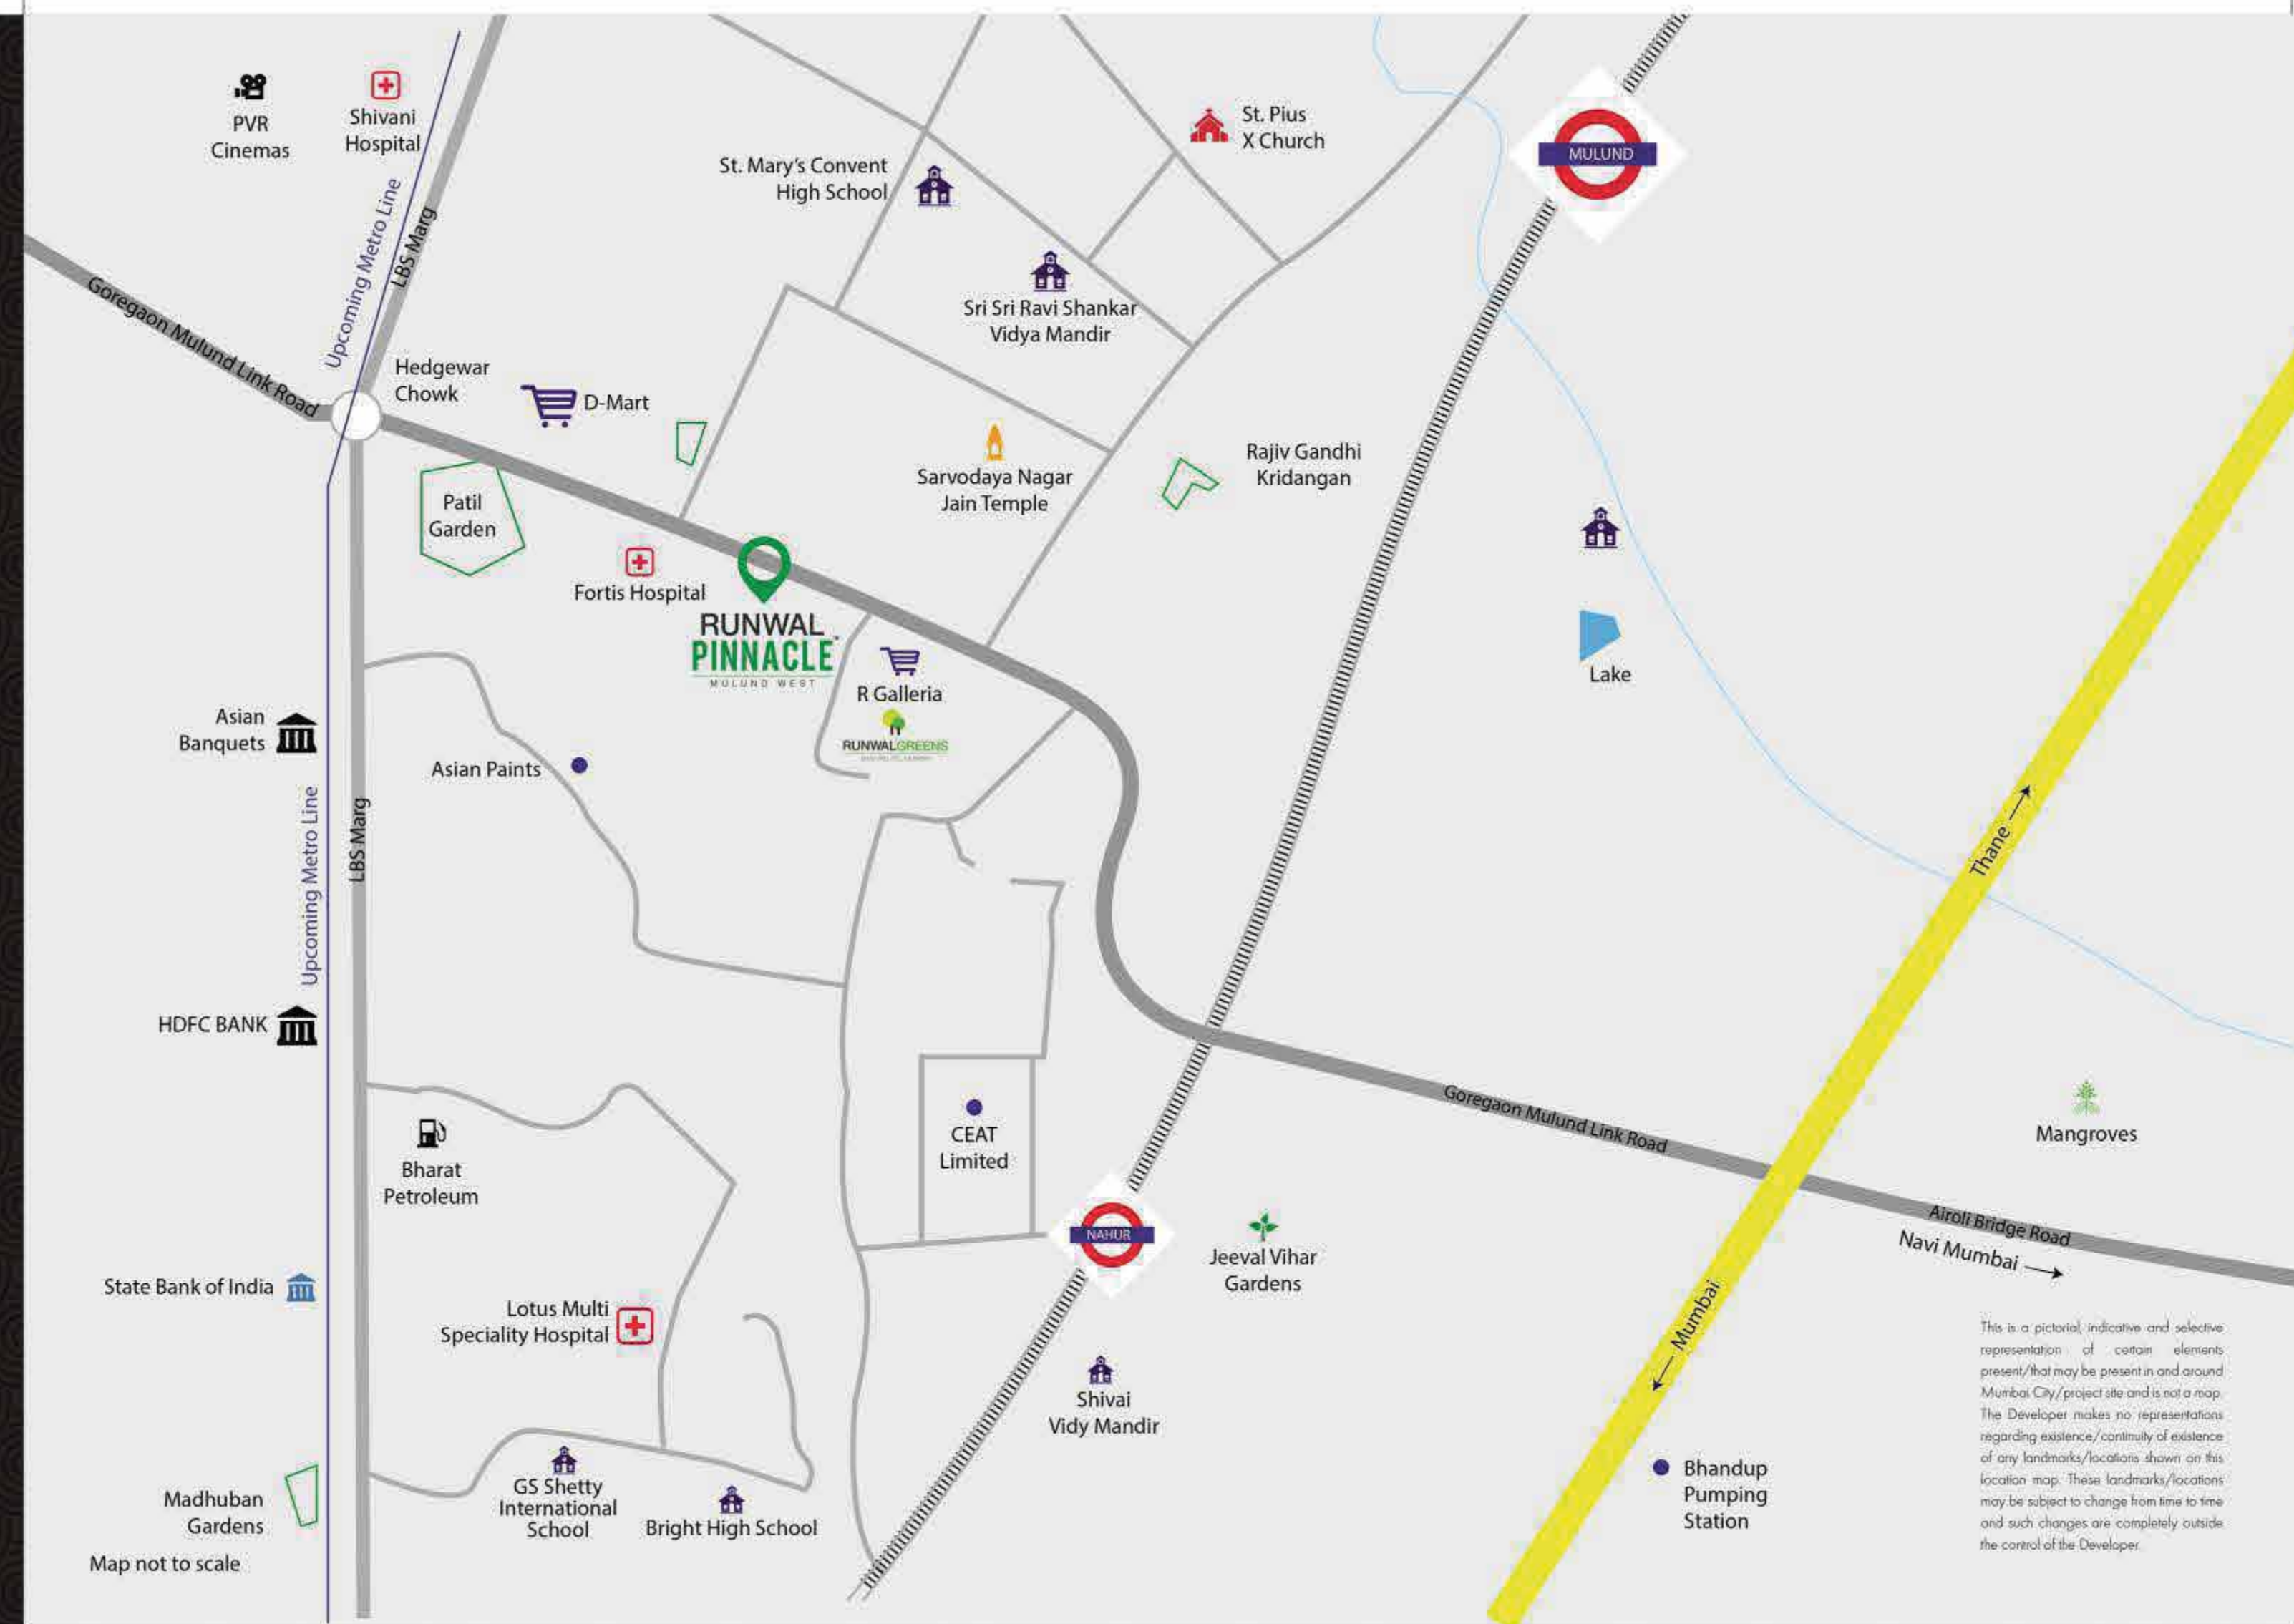 PVR
Cinemas
Shivani
Hospital
St. Pius
X Church
MULUND
St. Mary's Convent
High School
Upcoming Metro Line
LBS Marg
Goregaon Mulund Link Road
Sri Sri Ravi Shankar
Vidya Mandir
Hedgewar
Chowk
D-Mart
Patil
Garden
Sarvodaya Nagar
Jain Temple
Rajiv Gandhi
Kridangan
Fortis Hospital
RUNWAL
PINNACLE
MULUND WEST
R Galleria
RUNWALGREENS
Lake
Asian
Banquets
Asian Paints
Upcoming Metro Line
LBS Marg
Thane
HDFC BANK
Bharat
Petroleum
CEAT
Limited
Goregaon Mulund Link Road
Mangroves
NAHUR
Jeeval Vihar
Gardens
Airoli Bridge Road
Navi Mumbai
State Bank of India
Lotus Multi
Speciality Hospital
Mumbai
Shivai
Vidy Mandir
Madhuban
Gardens
GS Shetty
International
School
Bright High School
Bhandup
Pumping
Station
Map not to scale
This is a pictorial, indicative and selective
representation of certain elements
present/that may be present in and around
Mumbai City/project site and is not a map.
The Developer makes no representations
regarding existence/continuity of existence
of any landmarks/locations shown on this
location map. These landmarks/locations
may be subject to change from time to time
and such changes are completely outside
the control of the Developer.